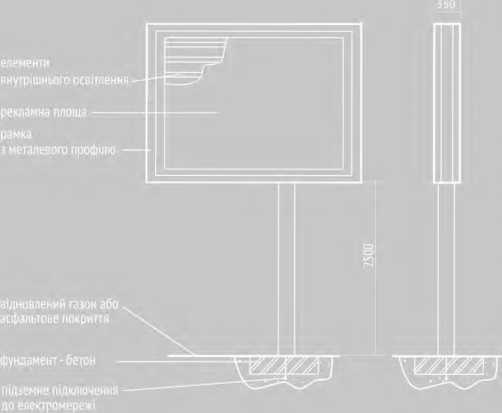 350
елементи
внутрішнього освітлення
рекламна площа
рамка
з металевого профілю
2500
відновлений газон або
асфальтове покриття
фундамент - бетон
підземне підключення
до електромережі